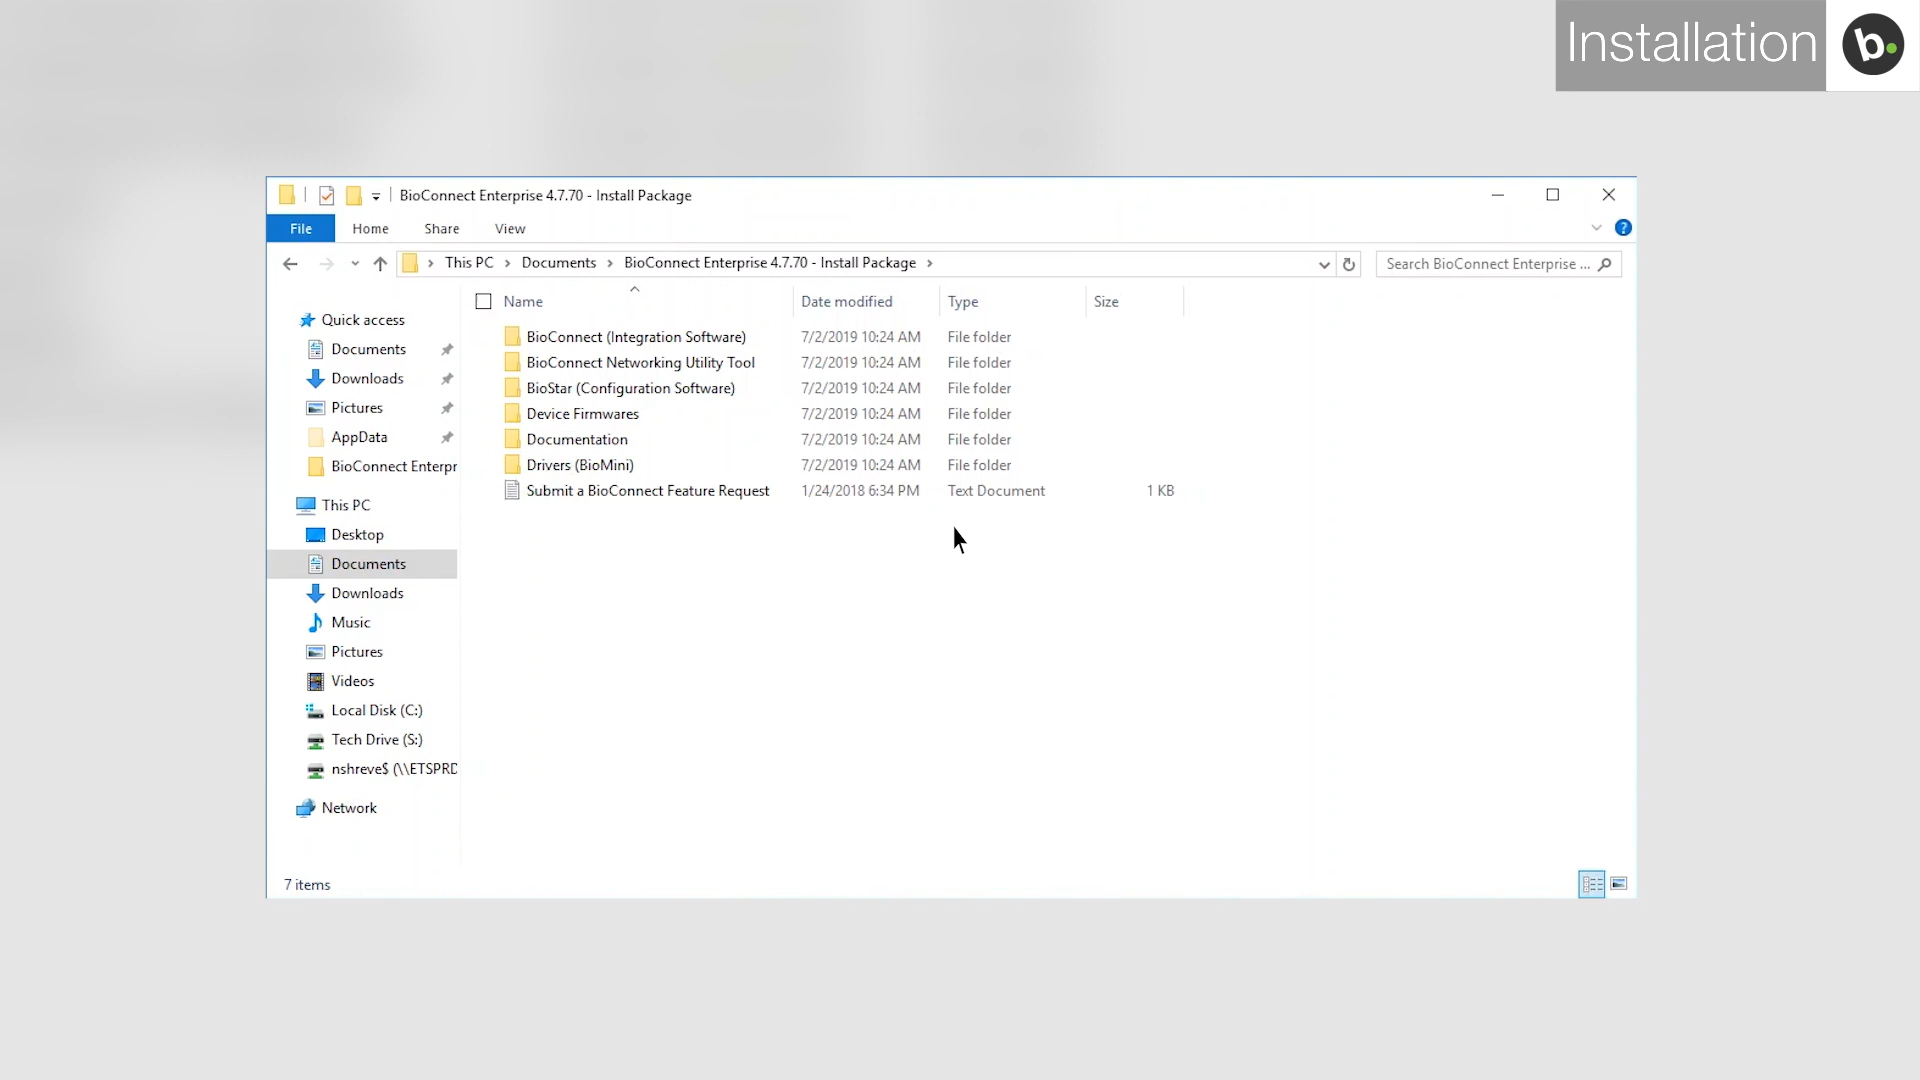 Installation
b.
BioConnect Enterprise 4.7.70 - Install Package
File Home Share View
This PC > Documents > BioConnect Enterprise 4.7.70 - Install Package >
Search BioConnect Enterprise ...
Name Date modified Type Size
Quick access
Documents
Downloads
Pictures
AppData
BioConnect Enterpr
This PC
Desktop
Documents
Downloads
Music
Pictures
Videos
Local Disk (C:)
Tech Drive (S:)
nshreve$ (\\ETSPRD
Network
BioConnect (Integration Software) 7/2/2019 10:24 AM File folder
BioConnect Networking Utility Tool 7/2/2019 10:24 AM File folder
BioStar (Configuration Software) 7/2/2019 10:24 AM File folder
Device Firmwares 7/2/2019 10:24 AM File folder
Documentation 7/2/2019 10:24 AM File folder
Drivers (BioMini) 7/2/2019 10:24 AM File folder
Submit a BioConnect Feature Request 1/24/2018 6:34 PM Text Document 1 KB
7 items